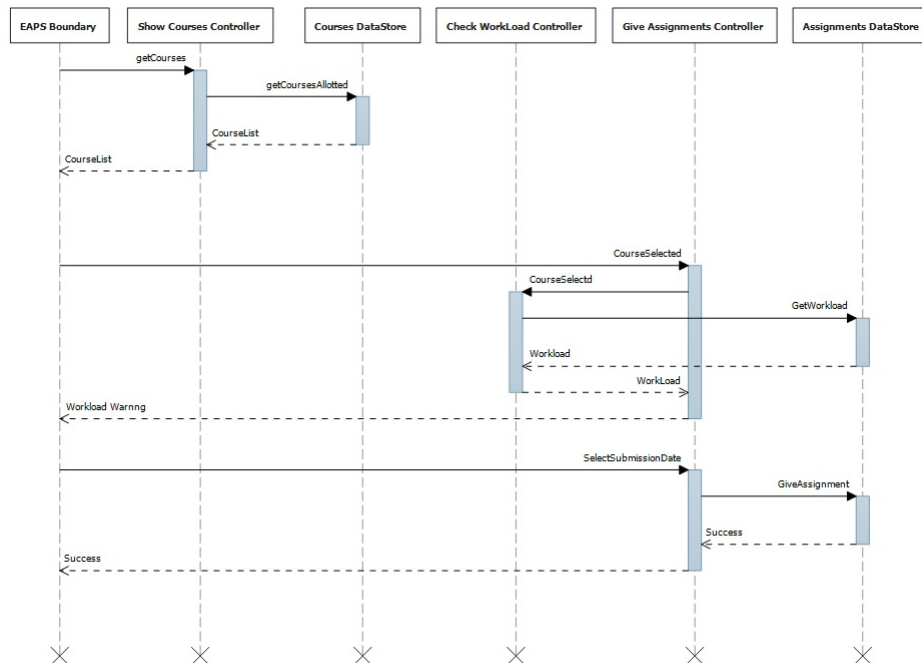 EAPS Boundary
Show Courses Controller
Courses DataStore
Check WorkLoad Controller
Give Assignments Controller
Assignments DataStore
getCourses
getCoursesAllotted
CourseList
CourseList
CourseSelected
CourseSelectd
GetWorkload
Workload
WorkLoad
Workload Warnng
SelectSubmissionDate
GiveAssignment
Success
Success